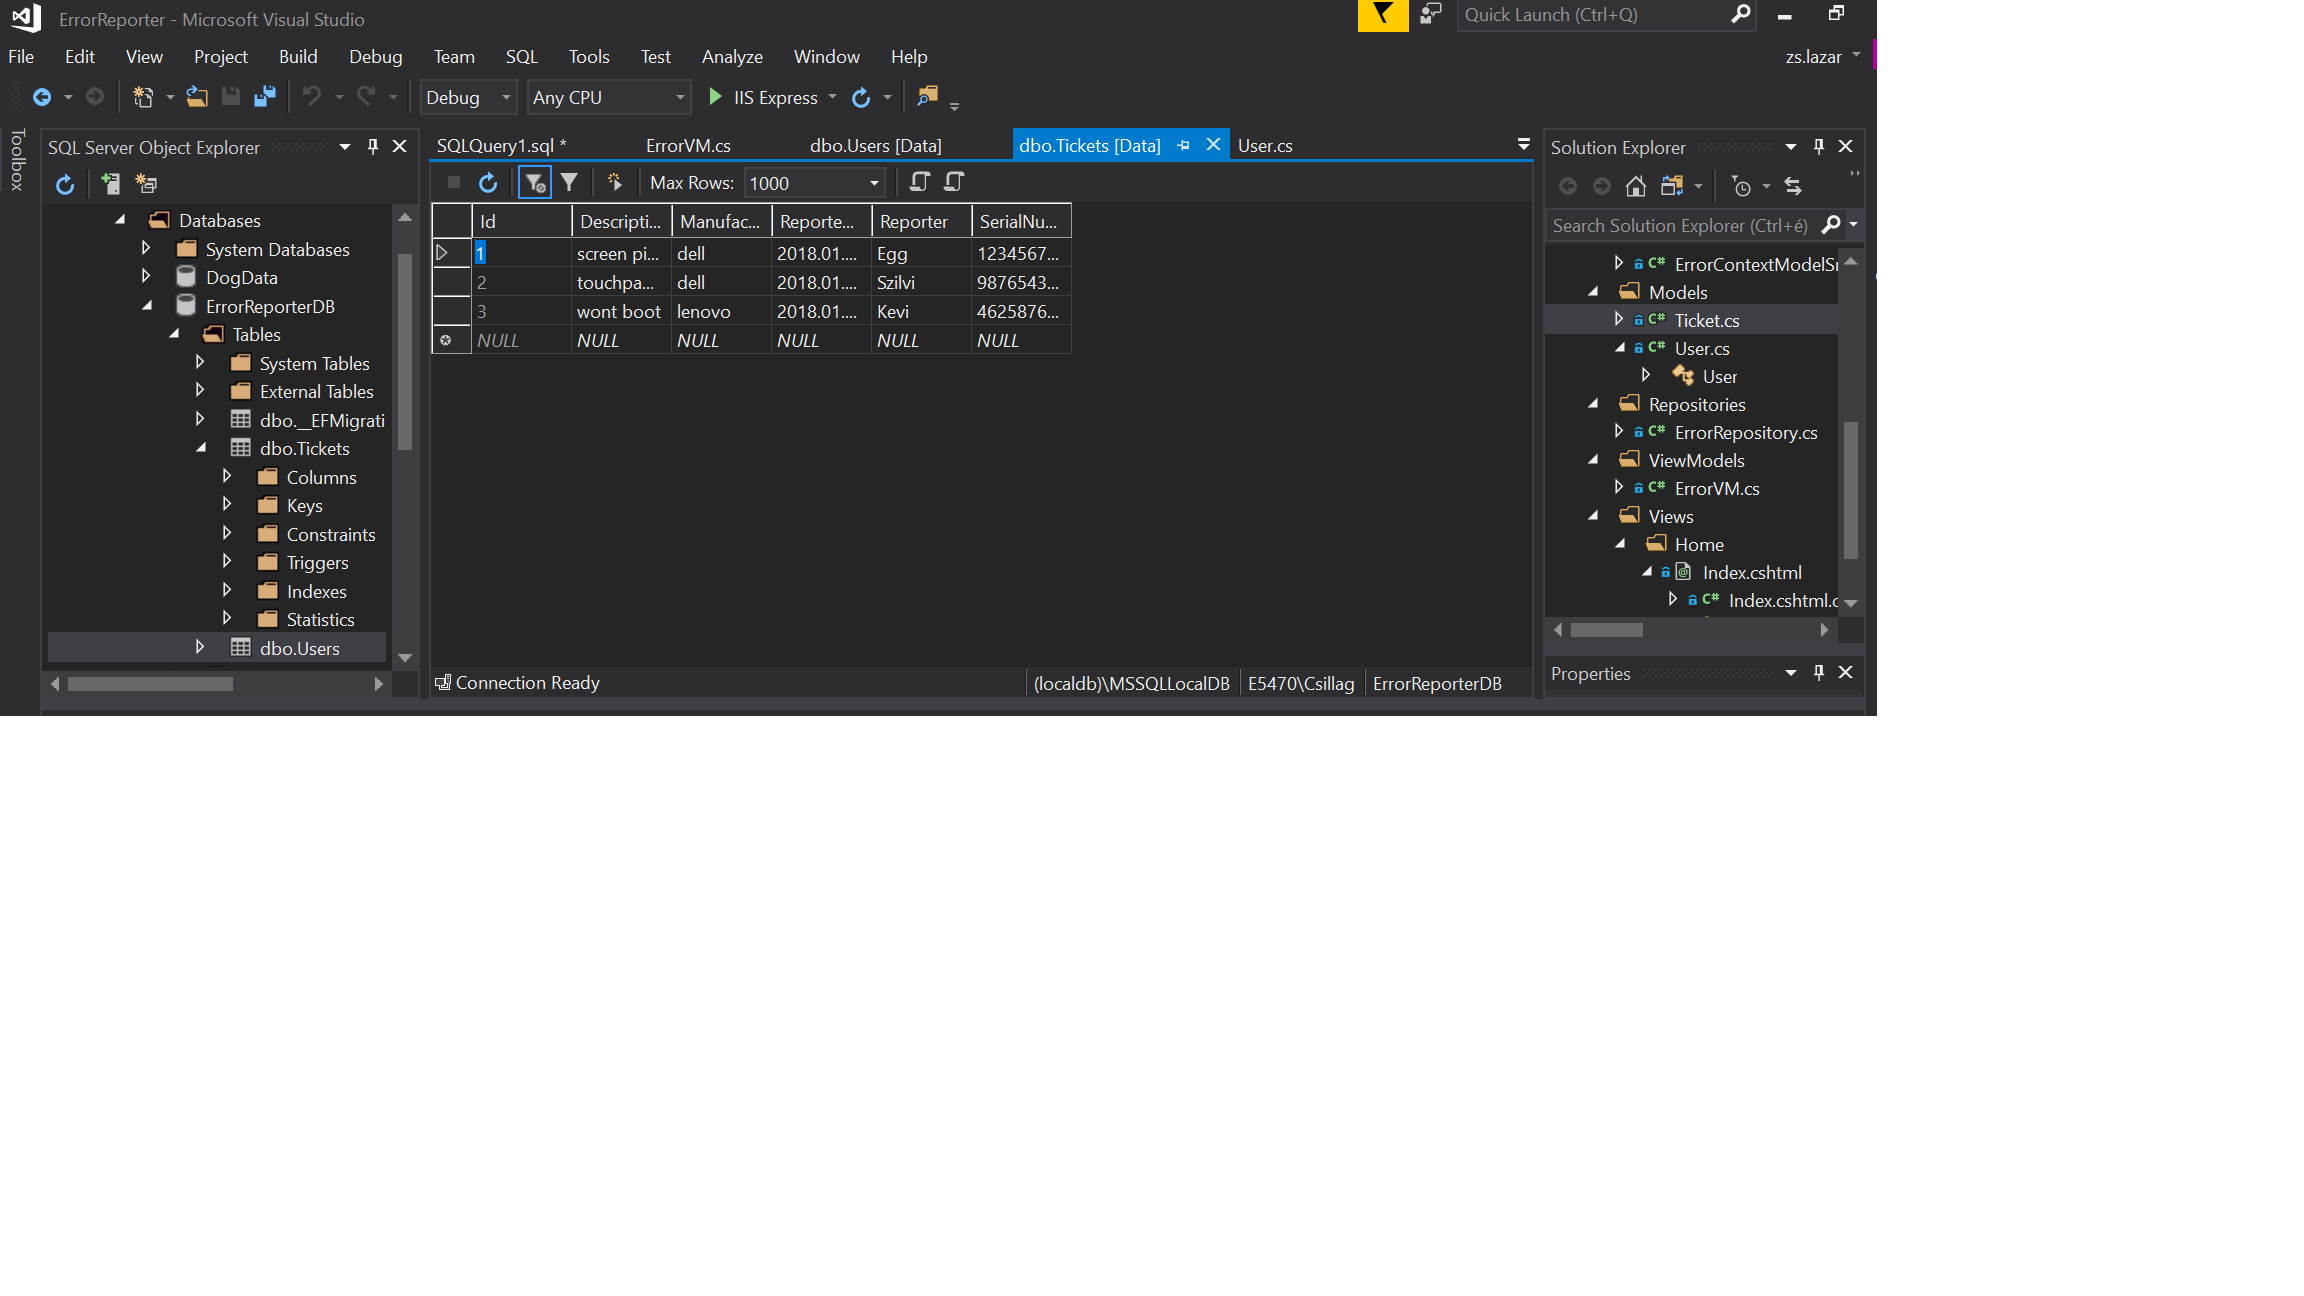 ErrorReporter - Microsoft Visual Studio
Quick Launch (Ctrl+Q)
File Edit View Project Build Debug Team SQL Tools Test Analyze Window Help
zs.lazar
Debug Any CPU IIS Express
Toolbox
SQL Server Object Explorer
Databases
System Databases
DogData
ErrorReporterDB
Tables
System Tables
External Tables
dbo.__EFMigrati
dbo.Tickets
Columns
Keys
Constraints
Triggers
Indexes
Statistics
dbo.Users
SQLQuery1.sql * ErrorVM.cs dbo.Users [Data] dbo.Tickets [Data] User.cs
Max Rows: 1000
Id Descripti... Manufac... Reporte... Reporter SerialNu...
1 screen pi... dell 2018.01.... Egg 1234567...
2 touchpa... dell 2018.01.... Szilvi 9876543...
3 wont boot lenovo 2018.01.... Kevi 4625876...
NULL NULL NULL NULL NULL NULL
Connection Ready (localdb)\MSSQLLocalDB E5470\Csillag ErrorReporterDB
Solution Explorer
Search Solution Explorer (Ctrl+é)
C# ErrorContextModelSn
Models
C# Ticket.cs
C# User.cs
User
Repositories
C# ErrorRepository.cs
ViewModels
C# ErrorVM.cs
Views
Home
Index.cshtml
C# Index.cshtml.c
Properties